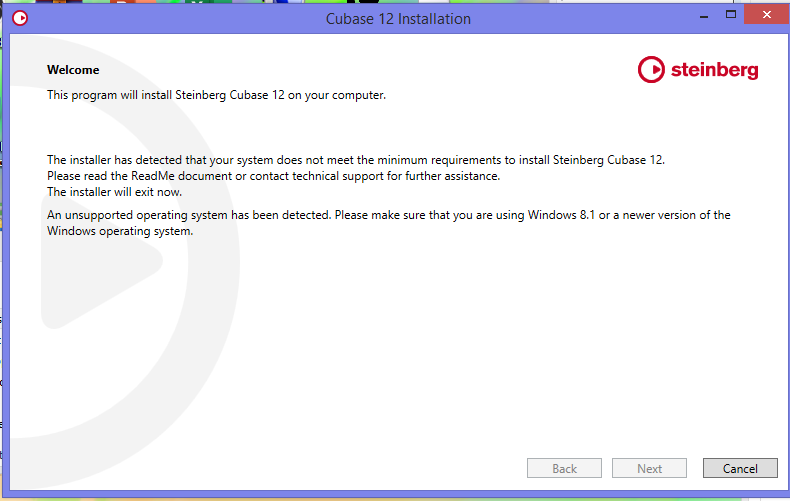 Cubase 12 Installation
Welcome
steinberg
This program will install Steinberg Cubase 12 on your computer.
The installer has detected that your system does not meet the minimum requirements to install Steinberg Cubase 12.
Please read the ReadMe document or contact technical support for further assistance.
The installer will exit now.
An unsupported operating system has been detected. Please make sure that you are using Windows 8.1 or a newer version of the
Windows operating system.
Back
Next
Cancel